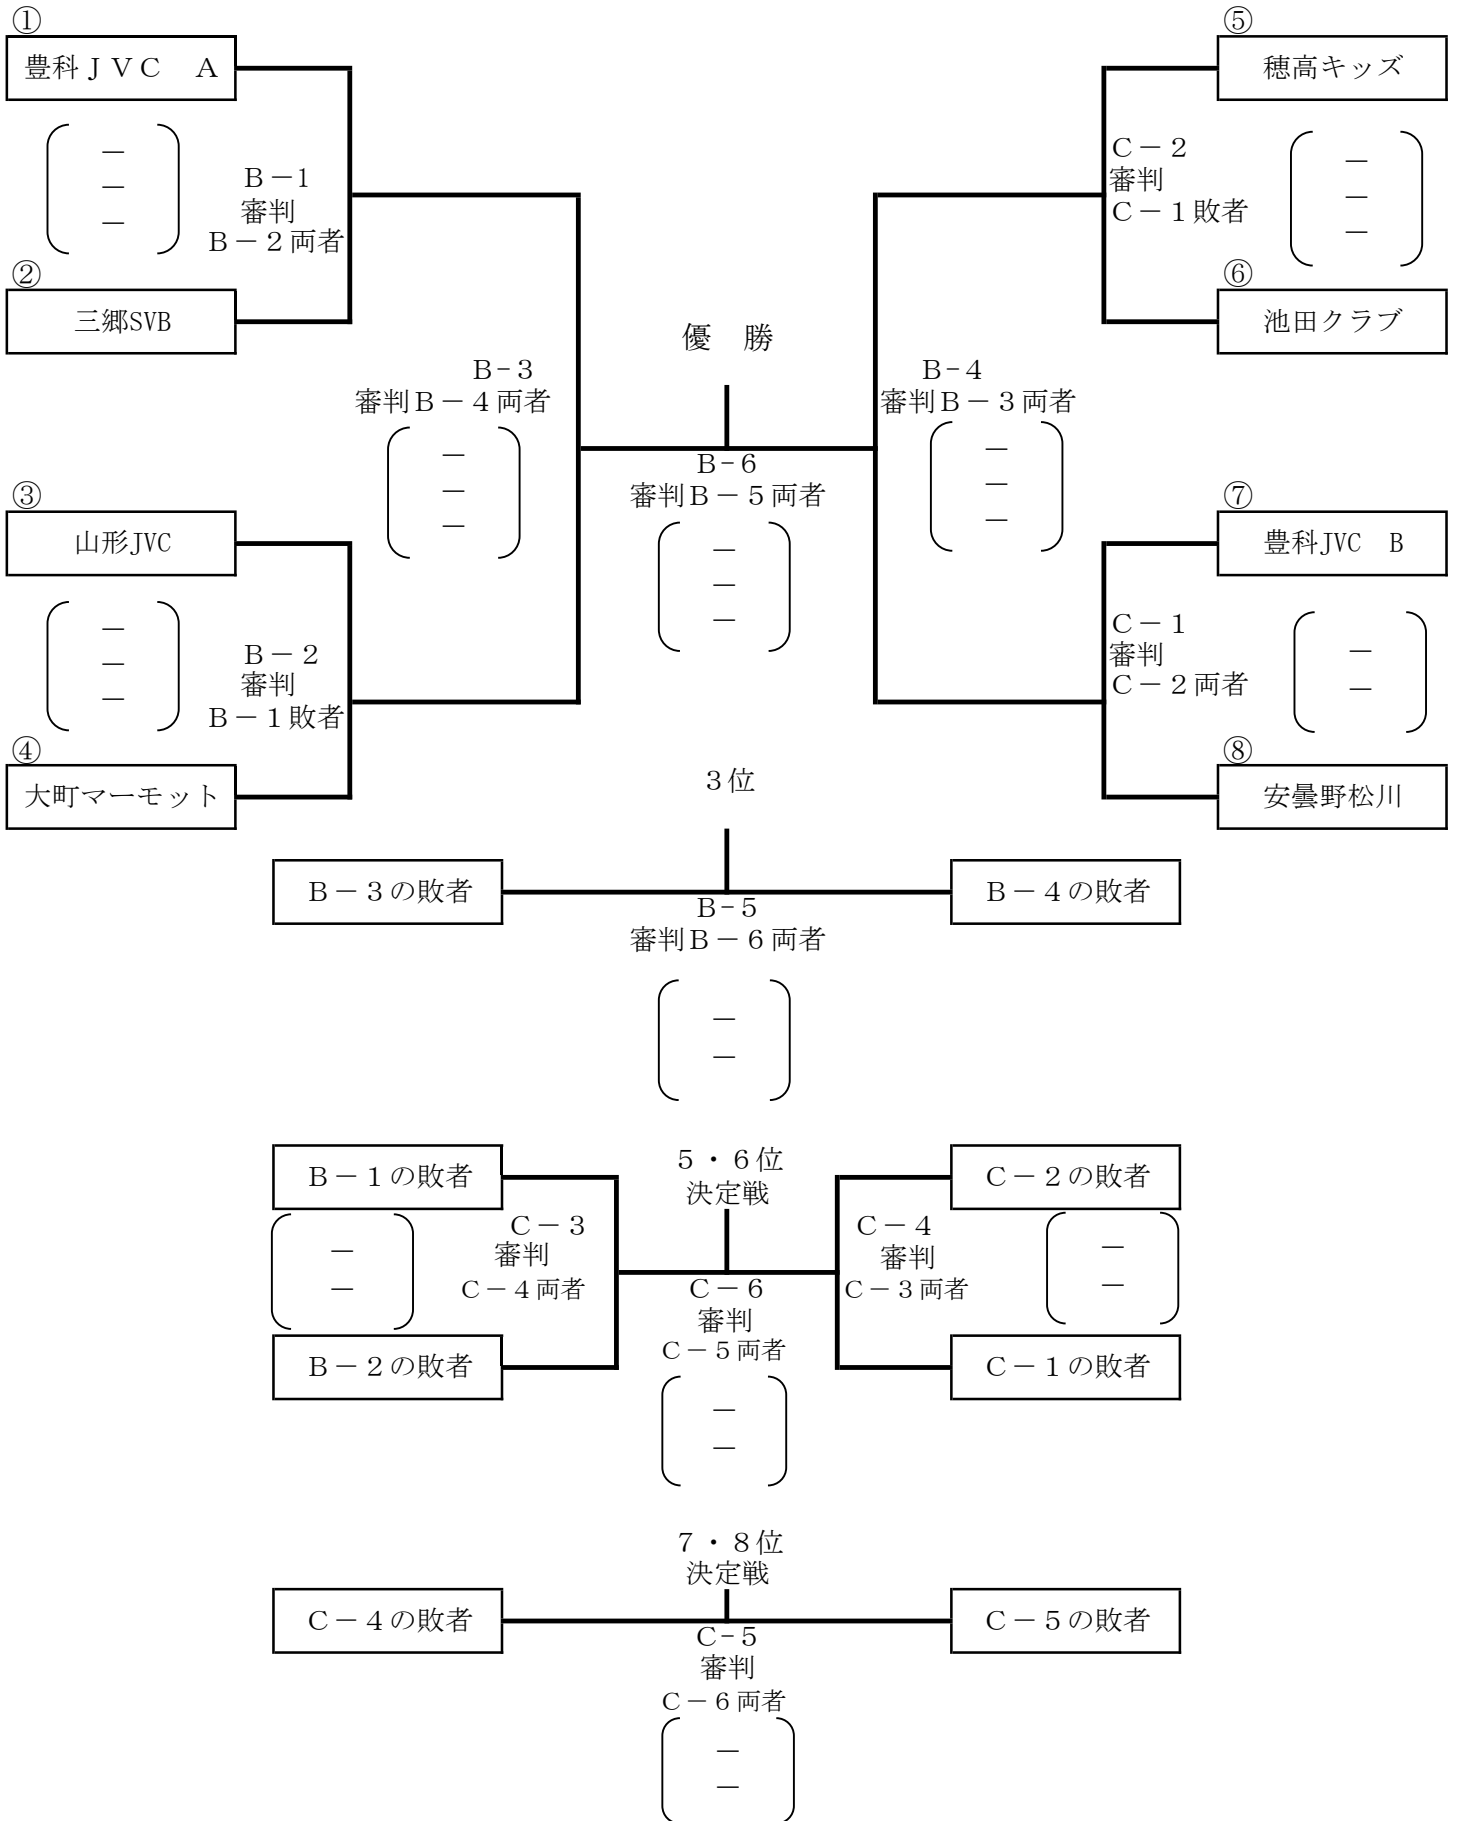 ①
豊科ＪＶＣ　Ａ
⑤
穂高キッズ
－
－
－
Ｂ－1
審判
Ｂ－２両者
Ｃ－２
審判
Ｃ－１敗者
－
－
－
②
三郷SVB
⑥
池田クラブ
優　勝
Ｂ-３
審判Ｂ－４両者
－
－
－
Ｂ-４
審判Ｂ－３両者
－
－
－
Ｂ-６
審判Ｂ－５両者
－
－
－
③
山形JVC
⑦
豊科JVC　B
－
－
－
Ｂ－２
審判
Ｂ－１敗者
Ｃ－１
審判
Ｃ－２両者
－
－
④
大町マーモット
⑧
安曇野松川
３位
Ｂ－３の敗者
Ｂ－４の敗者
Ｂ-５
審判Ｂ－６両者
－
－
５・６位
決定戦
Ｂ－１の敗者
Ｃ－２の敗者
－
－
Ｃ－３
審判
Ｃ－４両者
Ｃ－４
審判
Ｃ－３両者
－
－
Ｃ－６
審判
Ｃ－５両者
－
－
Ｂ－２の敗者
Ｃ－１の敗者
７・８位
決定戦
Ｃ－４の敗者
Ｃ－５の敗者
Ｃ-５
審判
Ｃ－６両者
－
－